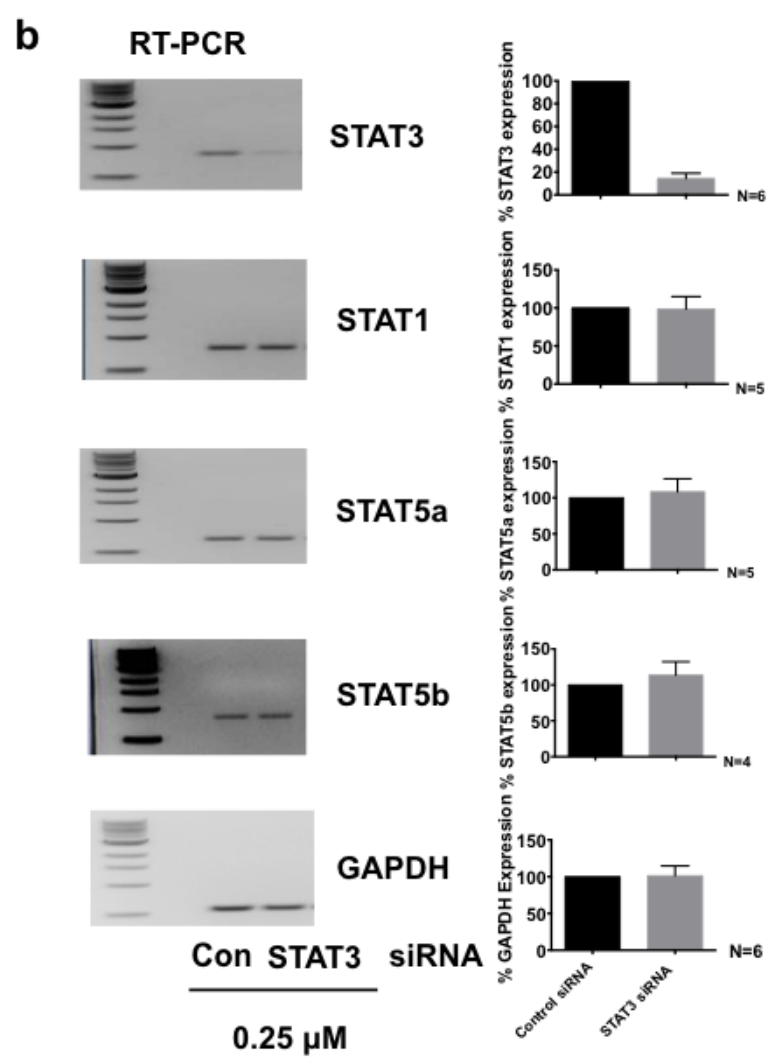 b
RT-PCR
STAT3
% STAT3 expression
100
80
60
40
20
0
N=6
STAT1
% STAT1 expression
150
100
50
0
N=5
STAT5a
% STAT5a expression
150
100
50
0
N=5
STAT5b
% STAT5b expression
150
100
50
0
N=4
GAPDH
% GAPDH Expression
150
100
50
0
N=6
Con STAT3 siRNA
0.25 µM
Control siRNA
STAT3 siRNA